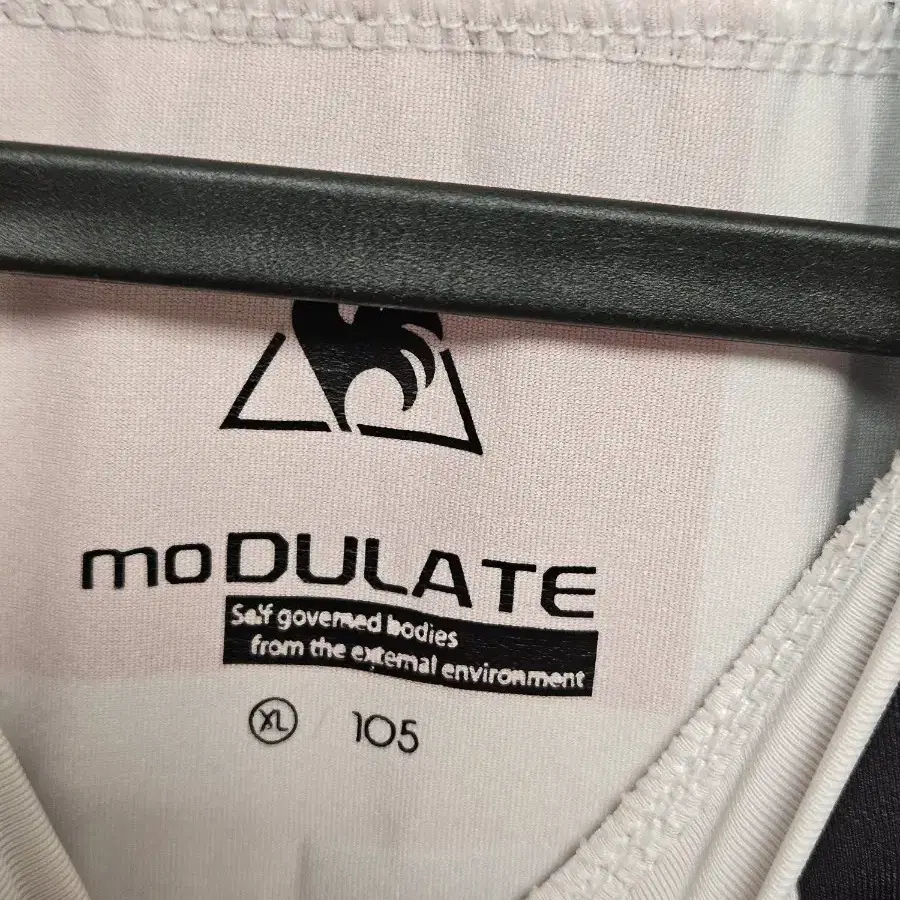 moDULATE
Self governed bodies
from the external environment
XL / 105